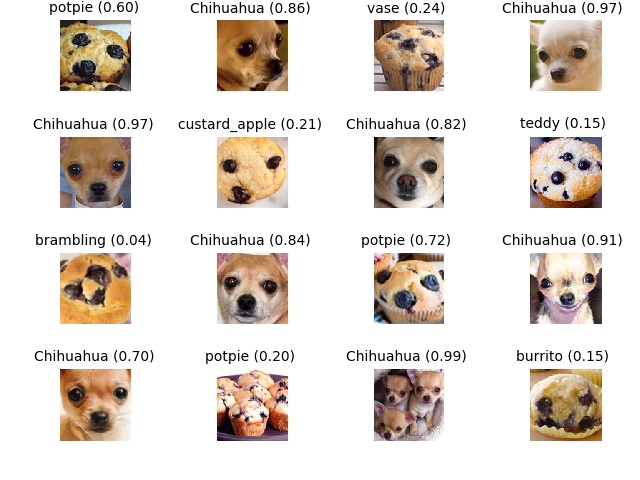 potpie (0.60) Chihuahua (0.86) vase (0.24) Chihuahua (0.97)
Chihuahua (0.97) custard_apple (0.21) Chihuahua (0.82) teddy (0.15)
brambling (0.04) Chihuahua (0.84) potpie (0.72) Chihuahua (0.91)
Chihuahua (0.70) potpie (0.20) Chihuahua (0.99) burrito (0.15)